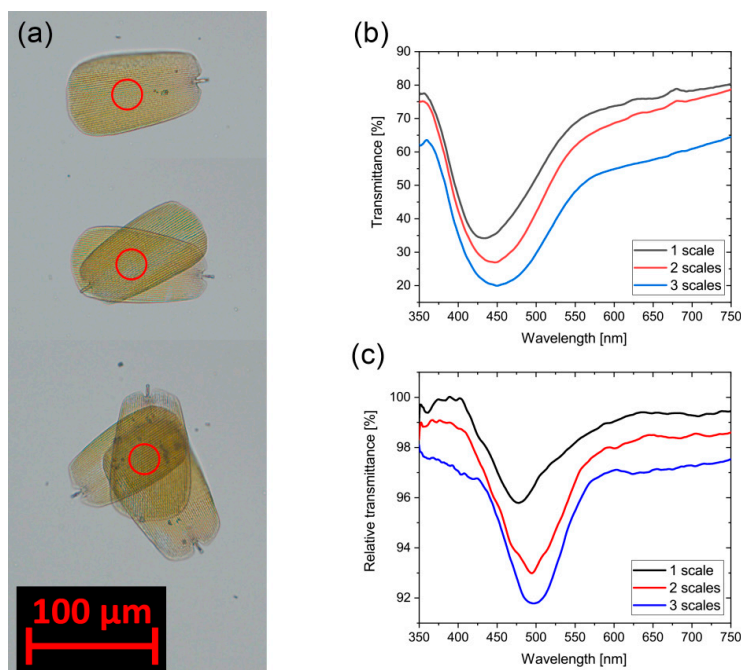 (a)
100 μm
(b)
90
80
70
60
50
40
30
20
Transmittance [%]
350 400 450 500 550 600 650 700 750
Wavelength [nm]
1 scale
2 scales
3 scales
(c)
100
98
96
94
93
92
Relative transmittance [%]
350 400 450 500 550 600 650 700 750
Wavelength [nm]
1 scale
2 scales
3 scales